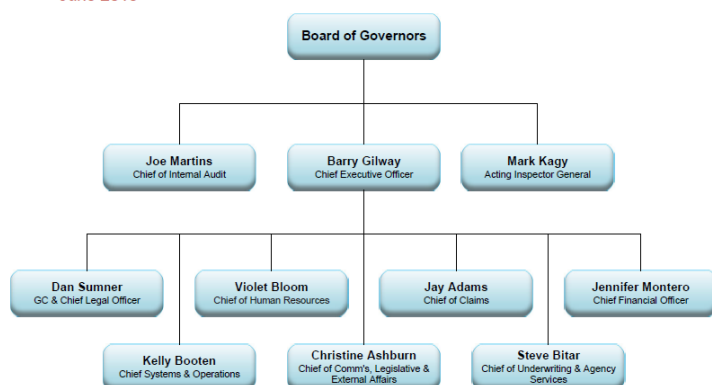 Board of Governors
Joe Martins
Chief of Internal Audit
Barry Gilway
Chief Executive Officer
Mark Kagy
Acting Inspector General
Dan Sumner
GC & Chief Legal Officer
Violet Bloom
Chief of Human Resources
Jay Adams
Chief of Claims
Jennifer Montero
Chief Financial Officer
Kelly Booten
Chief Systems & Operations
Christine Ashburn
Chief of Comm's, Legislative &
External Affairs
Steve Bitar
Chief of Underwriting & Agency
Services